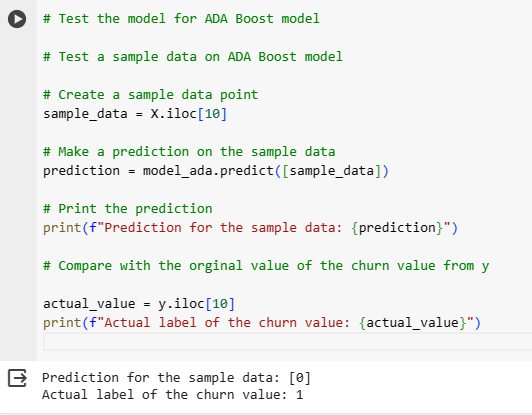 # Test the model for ADA Boost model
# Test a sample data on ADA Boost model
# Create a sample data point
sample_data = X.iloc[10]
# Make a prediction on the sample data
prediction = model_ada.predict([sample_data])
# Print the prediction
print(f"Prediction for the sample data: {prediction}")
# Compare with the orginal value of the churn value from y
actual_value = y.iloc[10]
print(f"Actual label of the churn value: {actual_value}")
Prediction for the sample data: [0]
Actual label of the churn value: 1